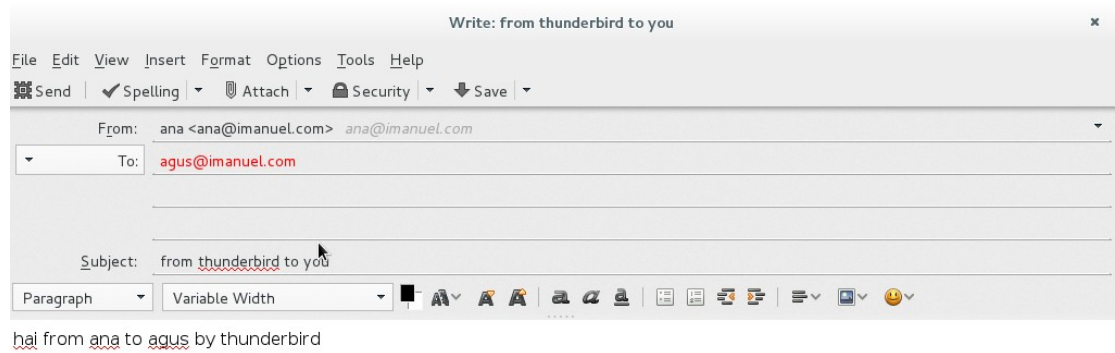 Write: from thunderbird to you
File Edit View Insert Format Options Tools Help
Send Spelling Attach Security Save
From: ana <ana@imanuel.com> ana@imanuel.com
To: agus@imanuel.com
Subject: from thunderbird to you
Paragraph Variable Width
hai from ana to agus by thunderbird